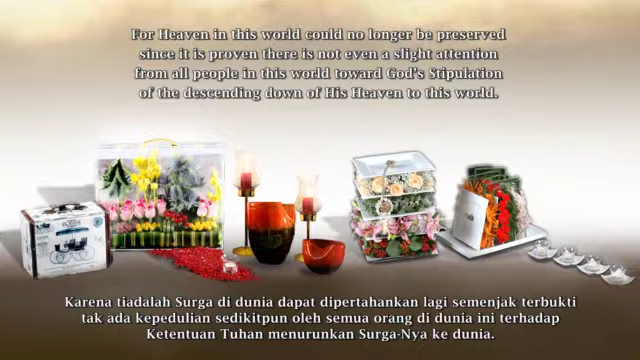 For Heaven in this world could no longer be preserved
since it is proven there is not even a slight attention
from all people in this world toward God's Stipulation
of the descending down of His Heaven to this world.
Karena tiadalah Surga di dunia dapat dipertahankan lagi semenjak terbukti
tak ada kepedulian sedikitpun oleh semua orang di dunia ini terhadap
Ketentuan Tuhan menurunkan Surga-Nya ke dunia.